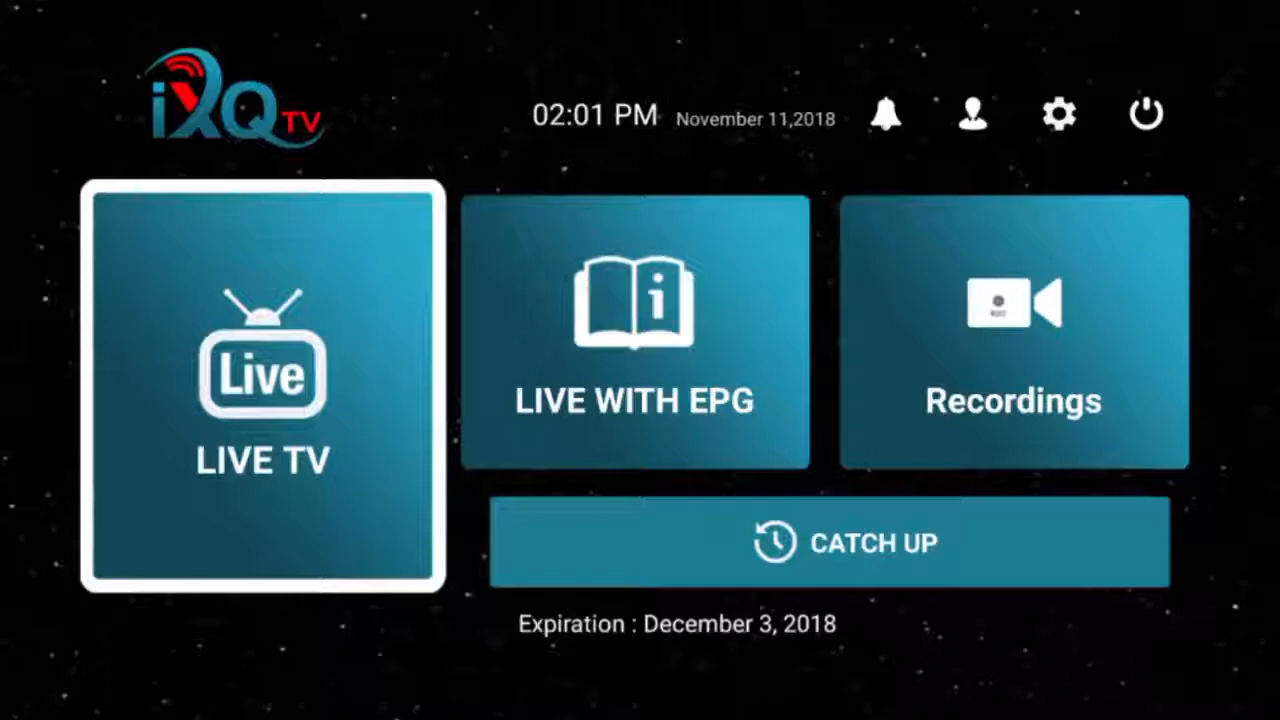 iXQ TV
02:01 PM November 11,2018
Live
LIVE TV
LIVE WITH EPG
Recordings
CATCH UP
Expiration : December 3, 2018